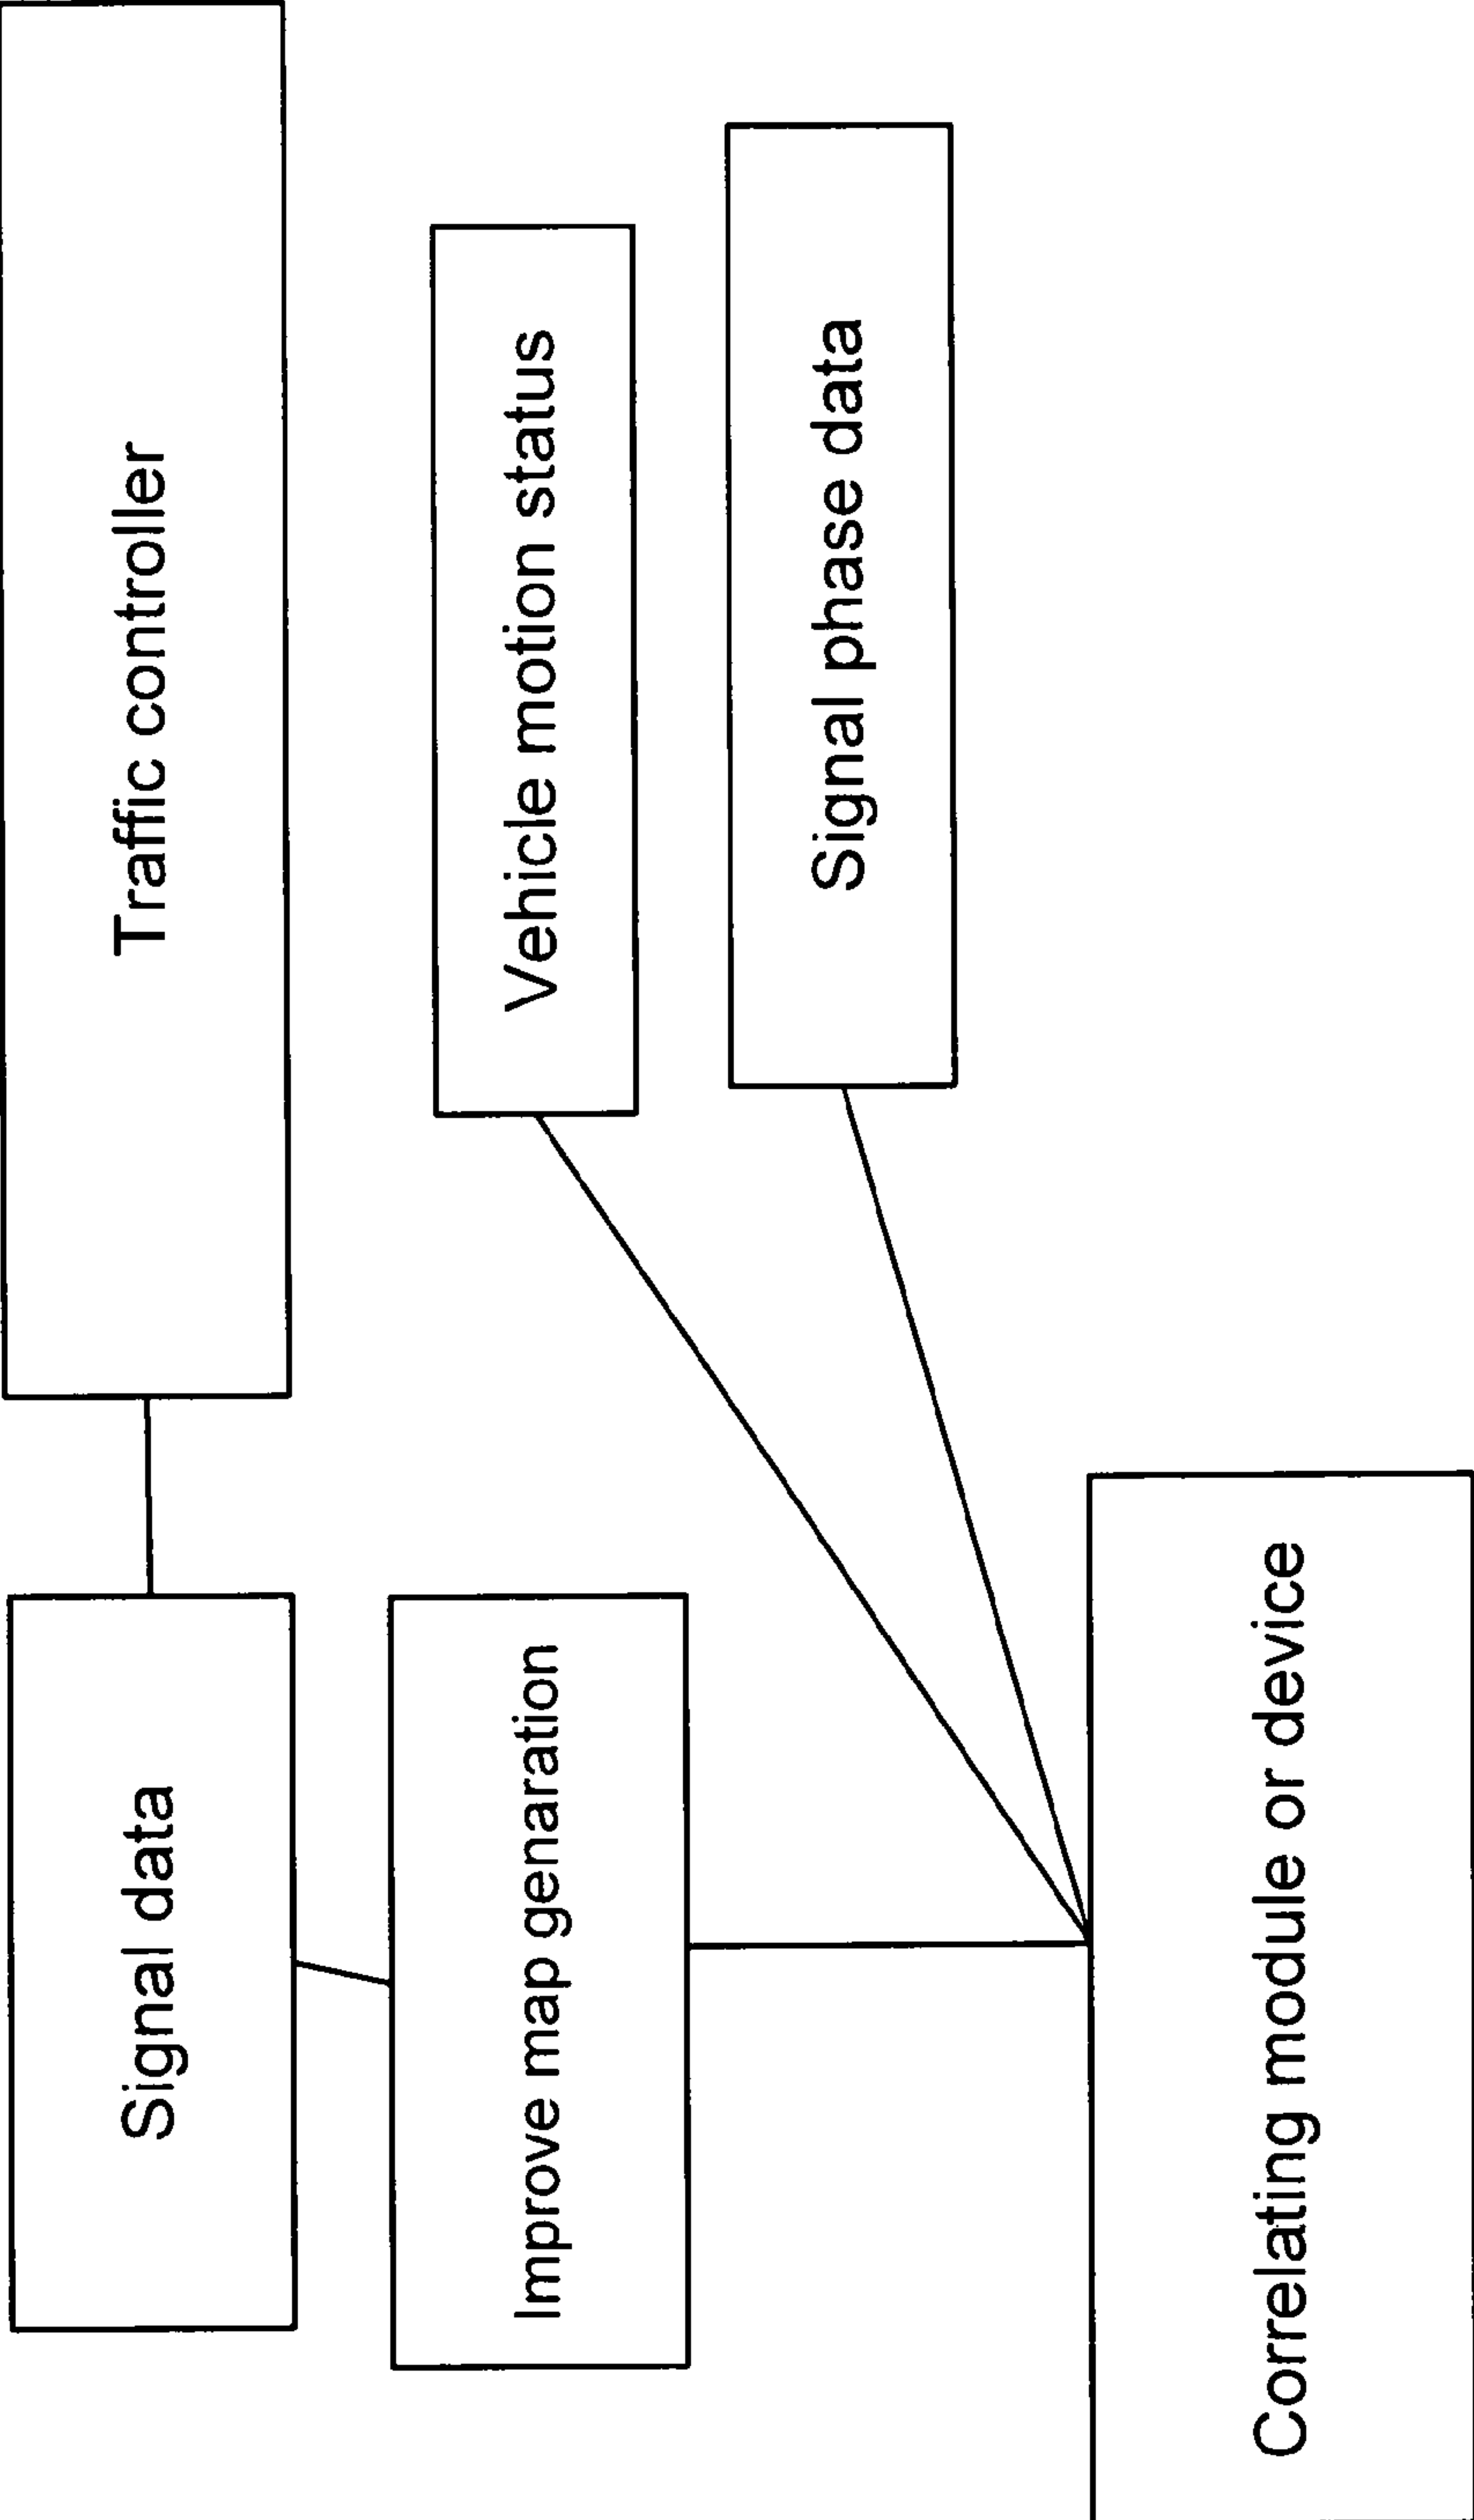 Signal data
Traffic controller
Improve map genaration
Vehicle motion status
Signal phase data
Correlating module or device